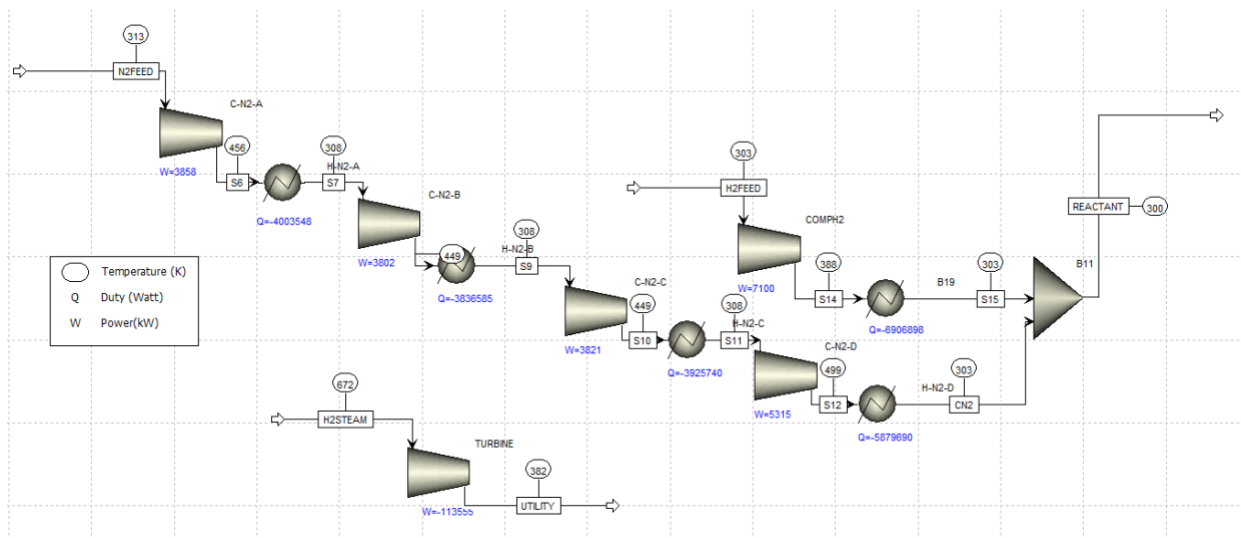 313
N2FEED
C-N2-A
W=3858
456
S6
308
H-N2-A
S7
Q=-4003548
C-N2-B
W=3802
449
308
H-N2-B
S9
Q=-3836585
C-N2-C
W=3821
449
S10
308
H-N2-C
S11
Q=-3925740
C-N2-D
W=5315
499
S12
303
H-N2-D
CN2
Q=-5879690
303
H2FEED
COMPH2
W=7100
388
S14
B19
303
S15
Q=-6906898
B11
REACTANT
300
Temperature (K)
Q Duty (Watt)
W Power(kW)
672
H2STEAM
TURBINE
W=-113555
382
UTILITY